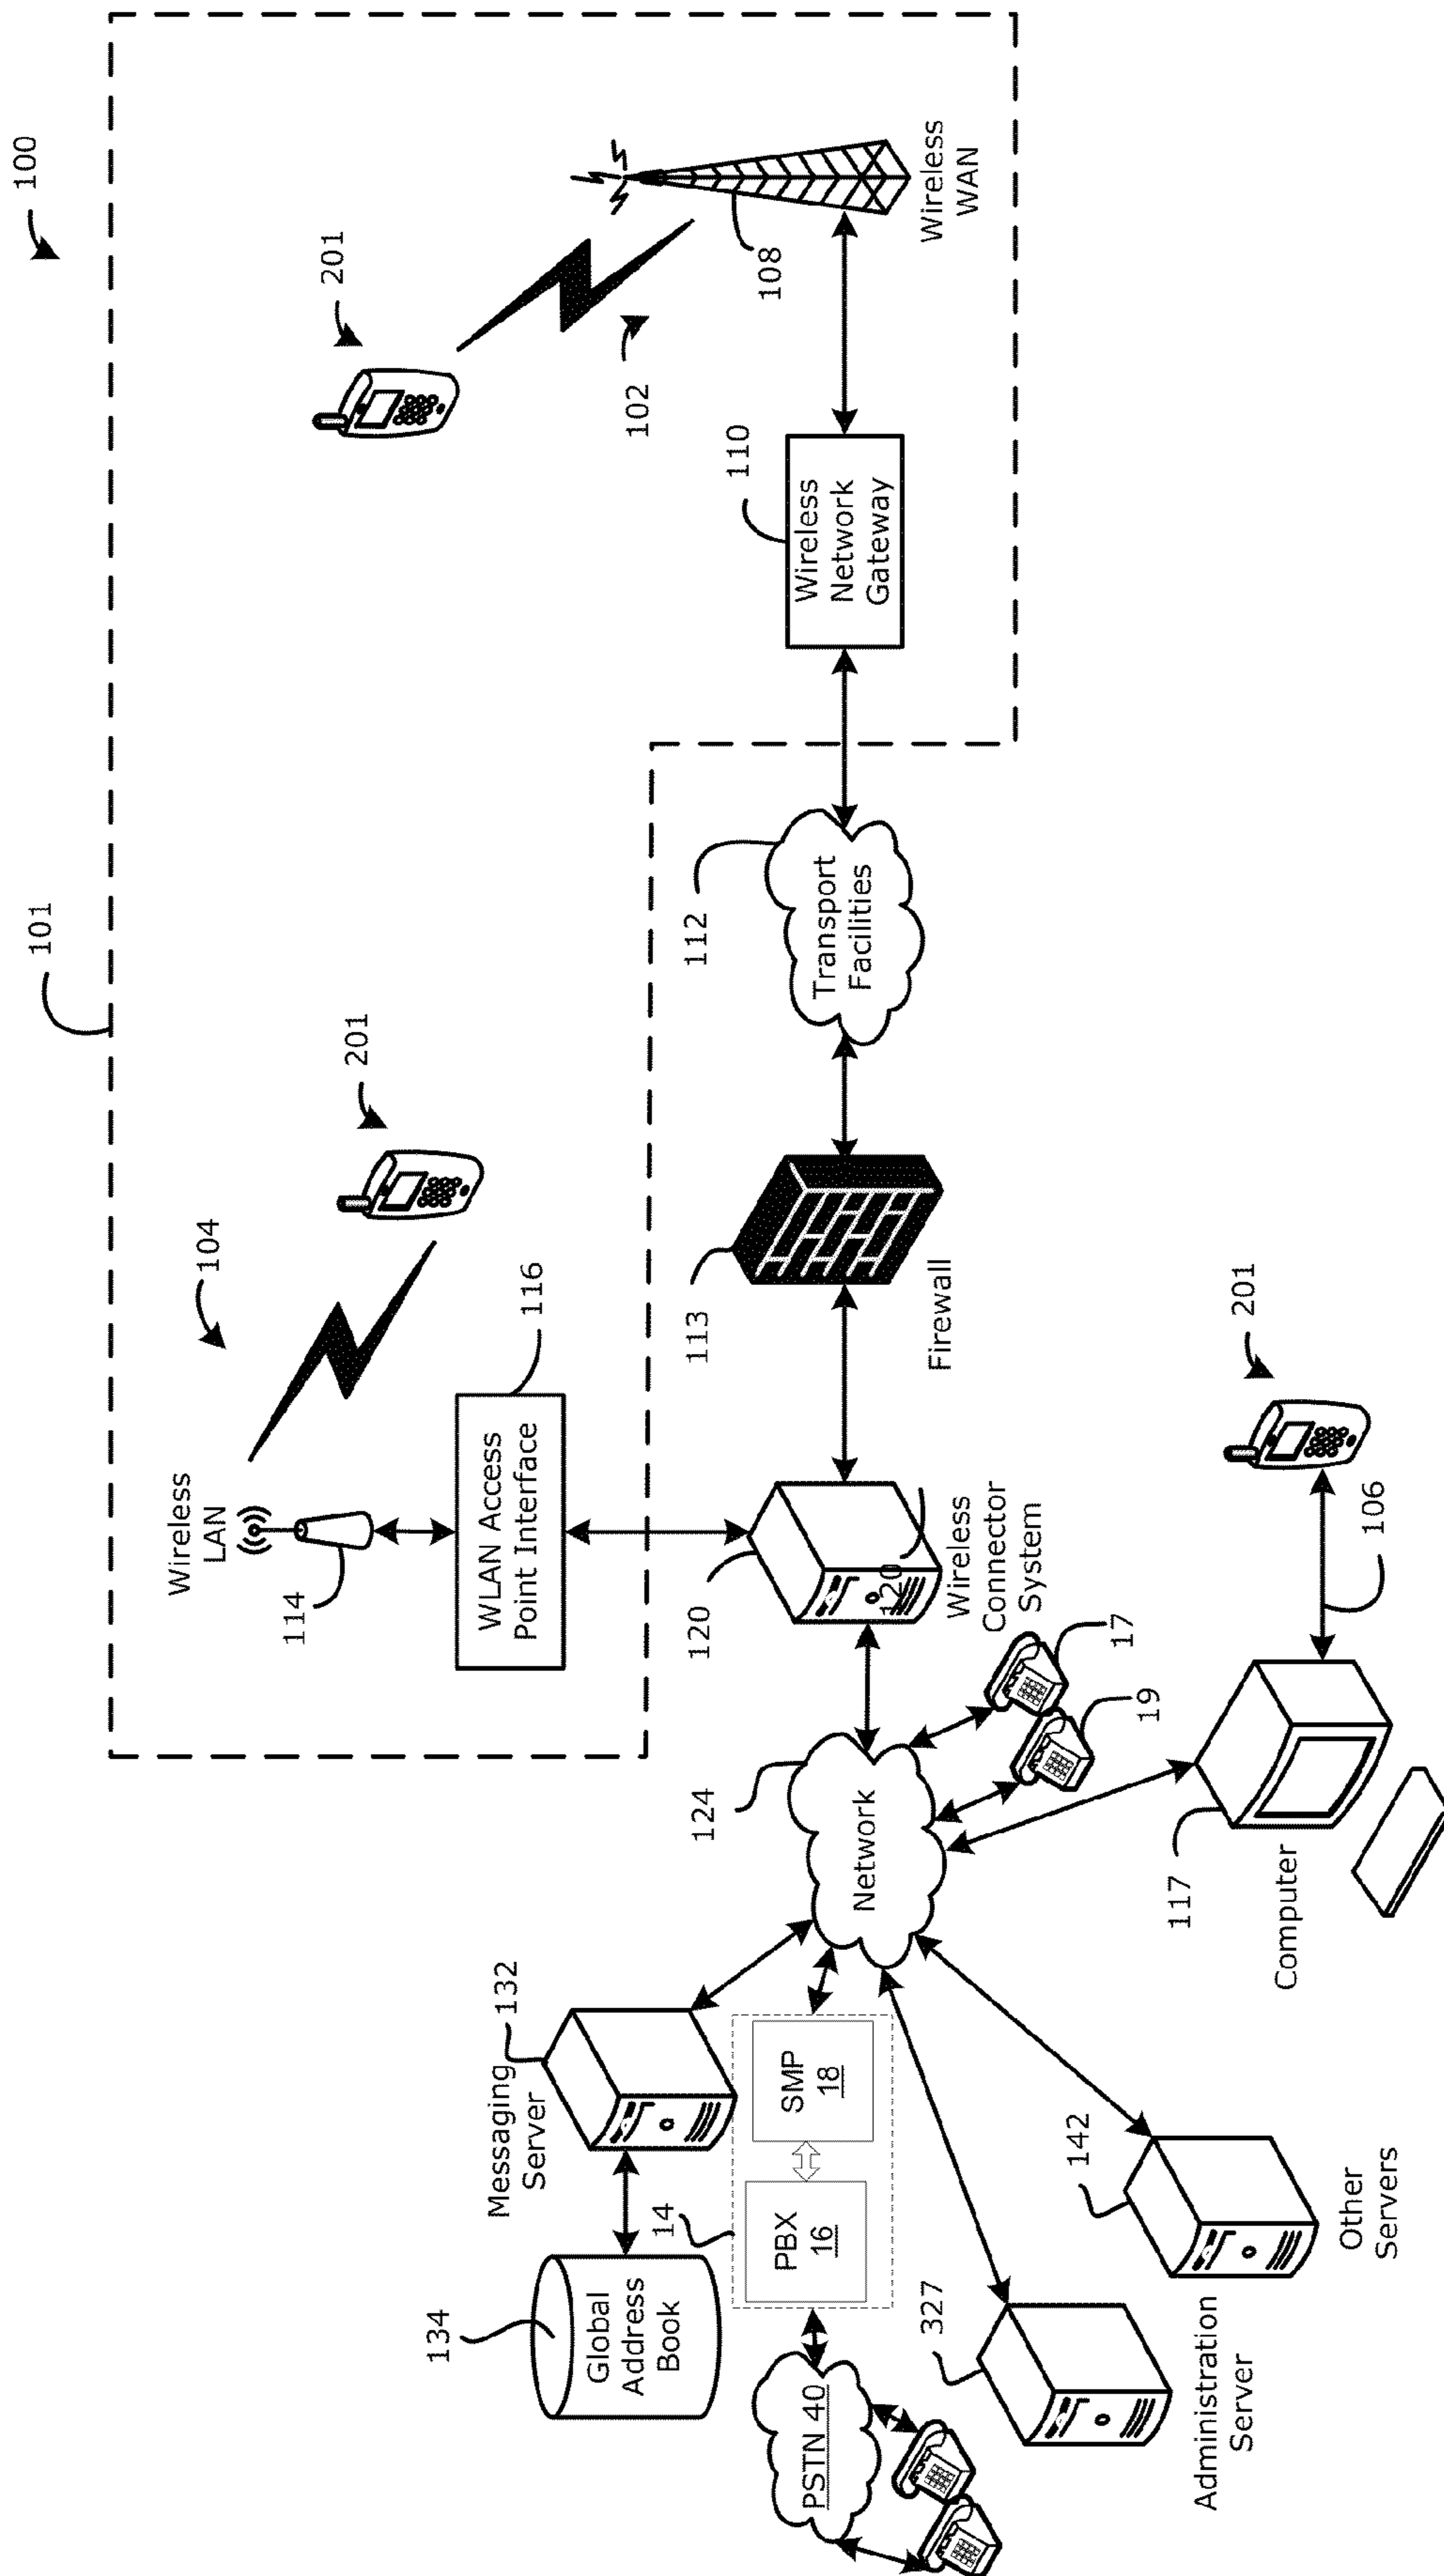 100
101
201
102
108
Wireless
WAN
110
Wireless
Network
Gateway
104
201
Wireless
LAN
114
116
WLAN Access
Point Interface
112
Transport
Facilities
113
Firewall
120
120
Wireless
Connector
System
124
Network
17
19
201
106
117
Computer
Messaging
Server
132
134
Global
Address
Book
14
SMP
18
PBX
16
PSTN 40
327
Administration
Server
142
Other
Servers